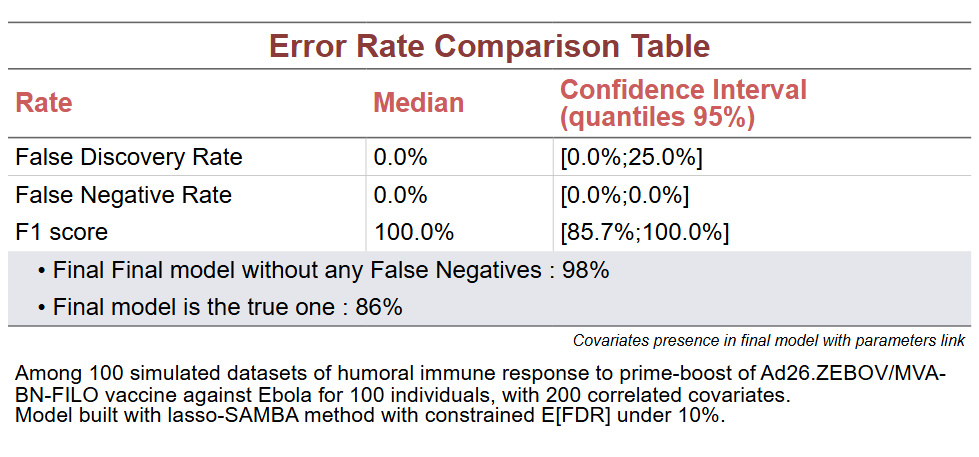 Error Rate Comparison Table
Rate Median Confidence Interval
(quantiles 95%)
False Discovery Rate 0.0% [0.0%;25.0%]
False Negative Rate 0.0% [0.0%;0.0%]
F1 score 100.0% [85.7%;100.0%]
• Final Final model without any False Negatives : 98%
• Final model is the true one : 86%
Covariates presence in final model with parameters link
Among 100 simulated datasets of humoral immune response to prime-boost of Ad26.ZEBOV/MVA-
BN-FILO vaccine against Ebola for 100 individuals, with 200 correlated covariates.
Model built with lasso-SAMBA method with constrained E[FDR] under 10%.